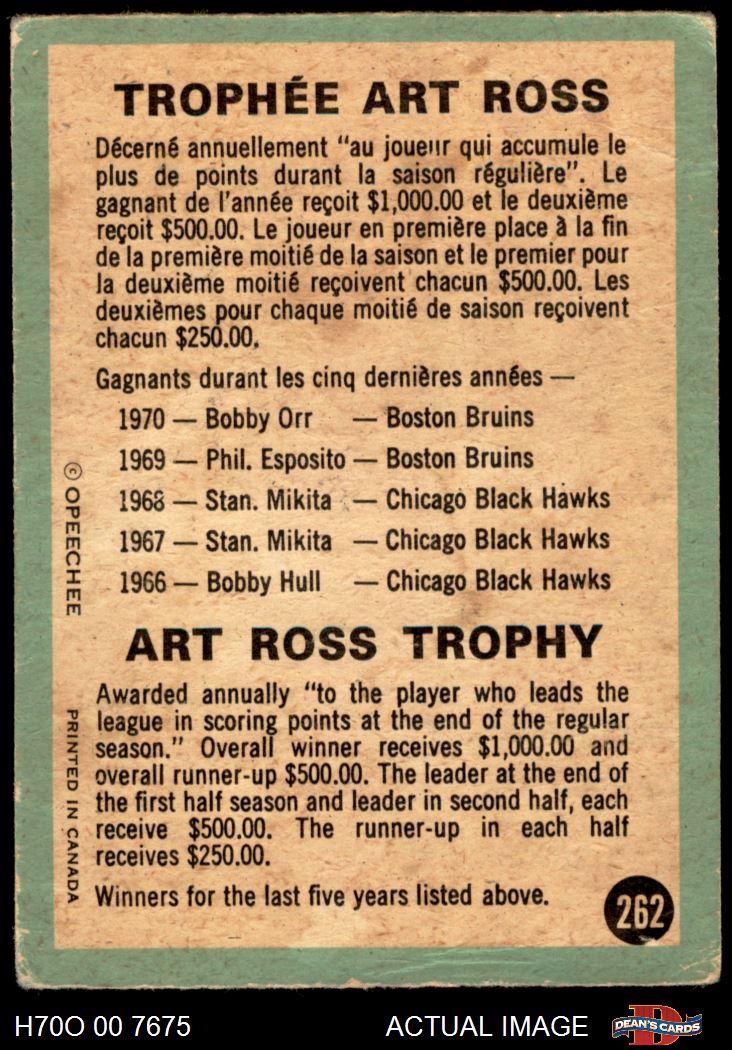 TROPHÉE ART ROSS
Décerné annuellement "au joueur qui accumule le
plus de points durant la saison régulière". Le
gagnant de l'année reçoit $1,000.00 et le deuxième
reçoit $500.00. Le joueur en première place à la fin
de la première moitié de la saison et le premier pour
la deuxième moitié reçoivent chacun $500.00. Les
deuxièmes pour chaque moitié de saison reçoivent
chacun $250.00.
Gagnants durant les cinq dernières années —
1970 — Bobby Orr — Boston Bruins
1969 — Phil. Esposito — Boston Bruins
1968 — Stan. Mikita — Chicago Black Hawks
1967 — Stan. Mikita — Chicago Black Hawks
1966 — Bobby Hull — Chicago Black Hawks
© OPEECHEE
ART ROSS TROPHY
Awarded annually "to the player who leads the
league in scoring points at the end of the regular
season." Overall winner receives $1,000.00 and
overall runner-up $500.00. The leader at the end of
the first half season and leader in second half, each
receive $500.00. The runner-up in each half
receives $250.00.
Winners for the last five years listed above.
PRINTED IN CANADA
262
H70O 00 7675
ACTUAL IMAGE
D
DEAN'S CARDS